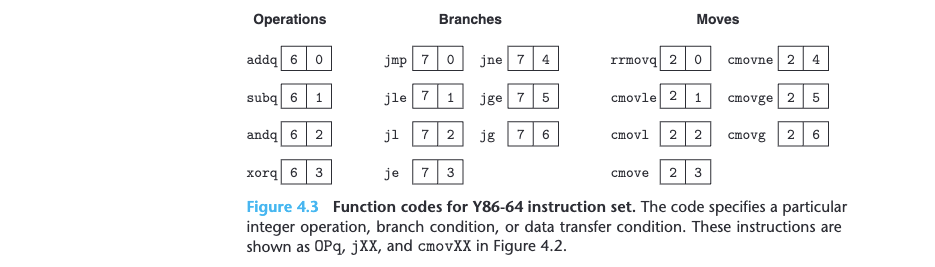 Operations Branches Moves
addq 6 0 jmp 7 0 jne 7 4 rrmovq 2 0 cmovne 2 4
subq 6 1 jle 7 1 jge 7 5 cmovle 2 1 cmovge 2 5
andq 6 2 jl 7 2 jg 7 6 cmovl 2 2 cmovg 2 6
xorq 6 3 je 7 3 cmove 2 3
Figure 4.3 Function codes for Y86-64 instruction set. The code specifies a particular
integer operation, branch condition, or data transfer condition. These instructions are
shown as OPq, jXX, and cmovXX in Figure 4.2.